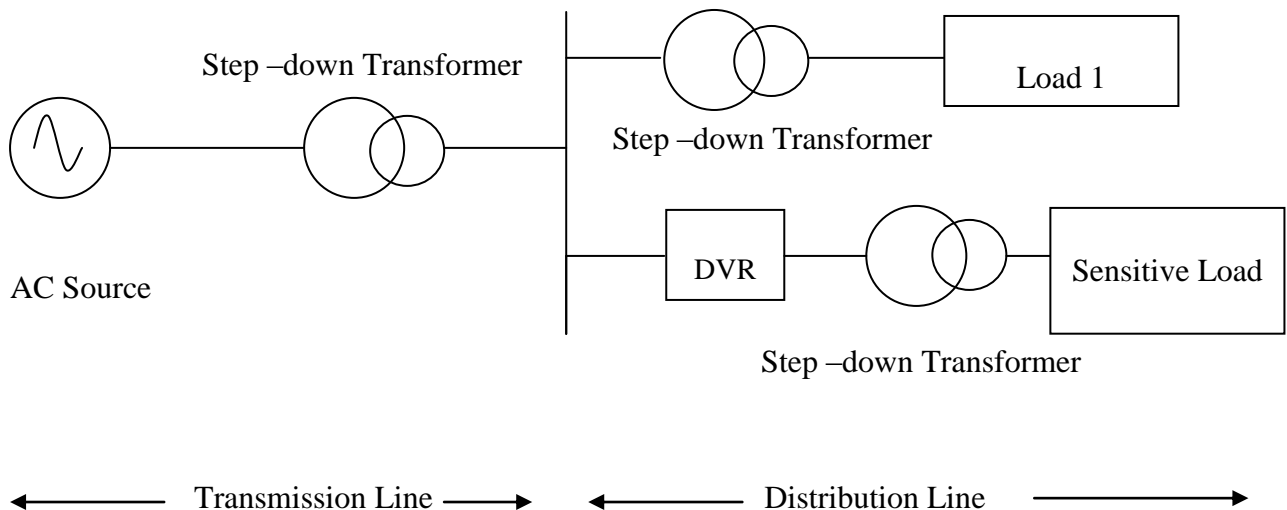 Step –down Transformer
Load 1
Step –down Transformer
DVR
Sensitive Load
AC Source
Step –down Transformer
Transmission Line
Distribution Line